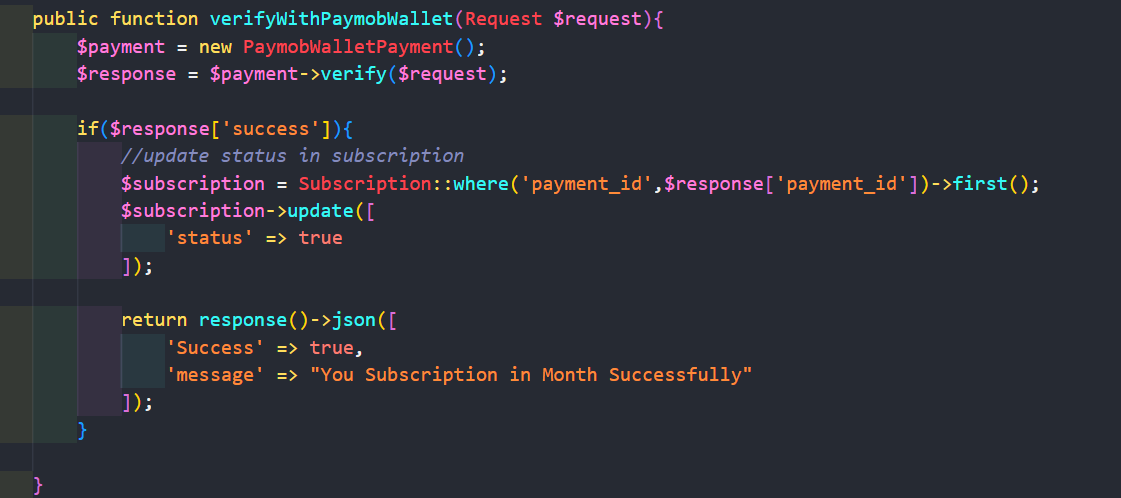 public function verifyWithPaymobWallet(Request $request){
$payment = new PaymobWalletPayment();
$response = $payment->verify($request);
if($response['success']){
//update status in subscription
$subscription = Subscription::where('payment_id',$response['payment_id'])->first();
$subscription->update([
'status' => true
]);
return response()->json([
'Success' => true,
'message' => "You Subscription in Month Successfully"
]);
}
}